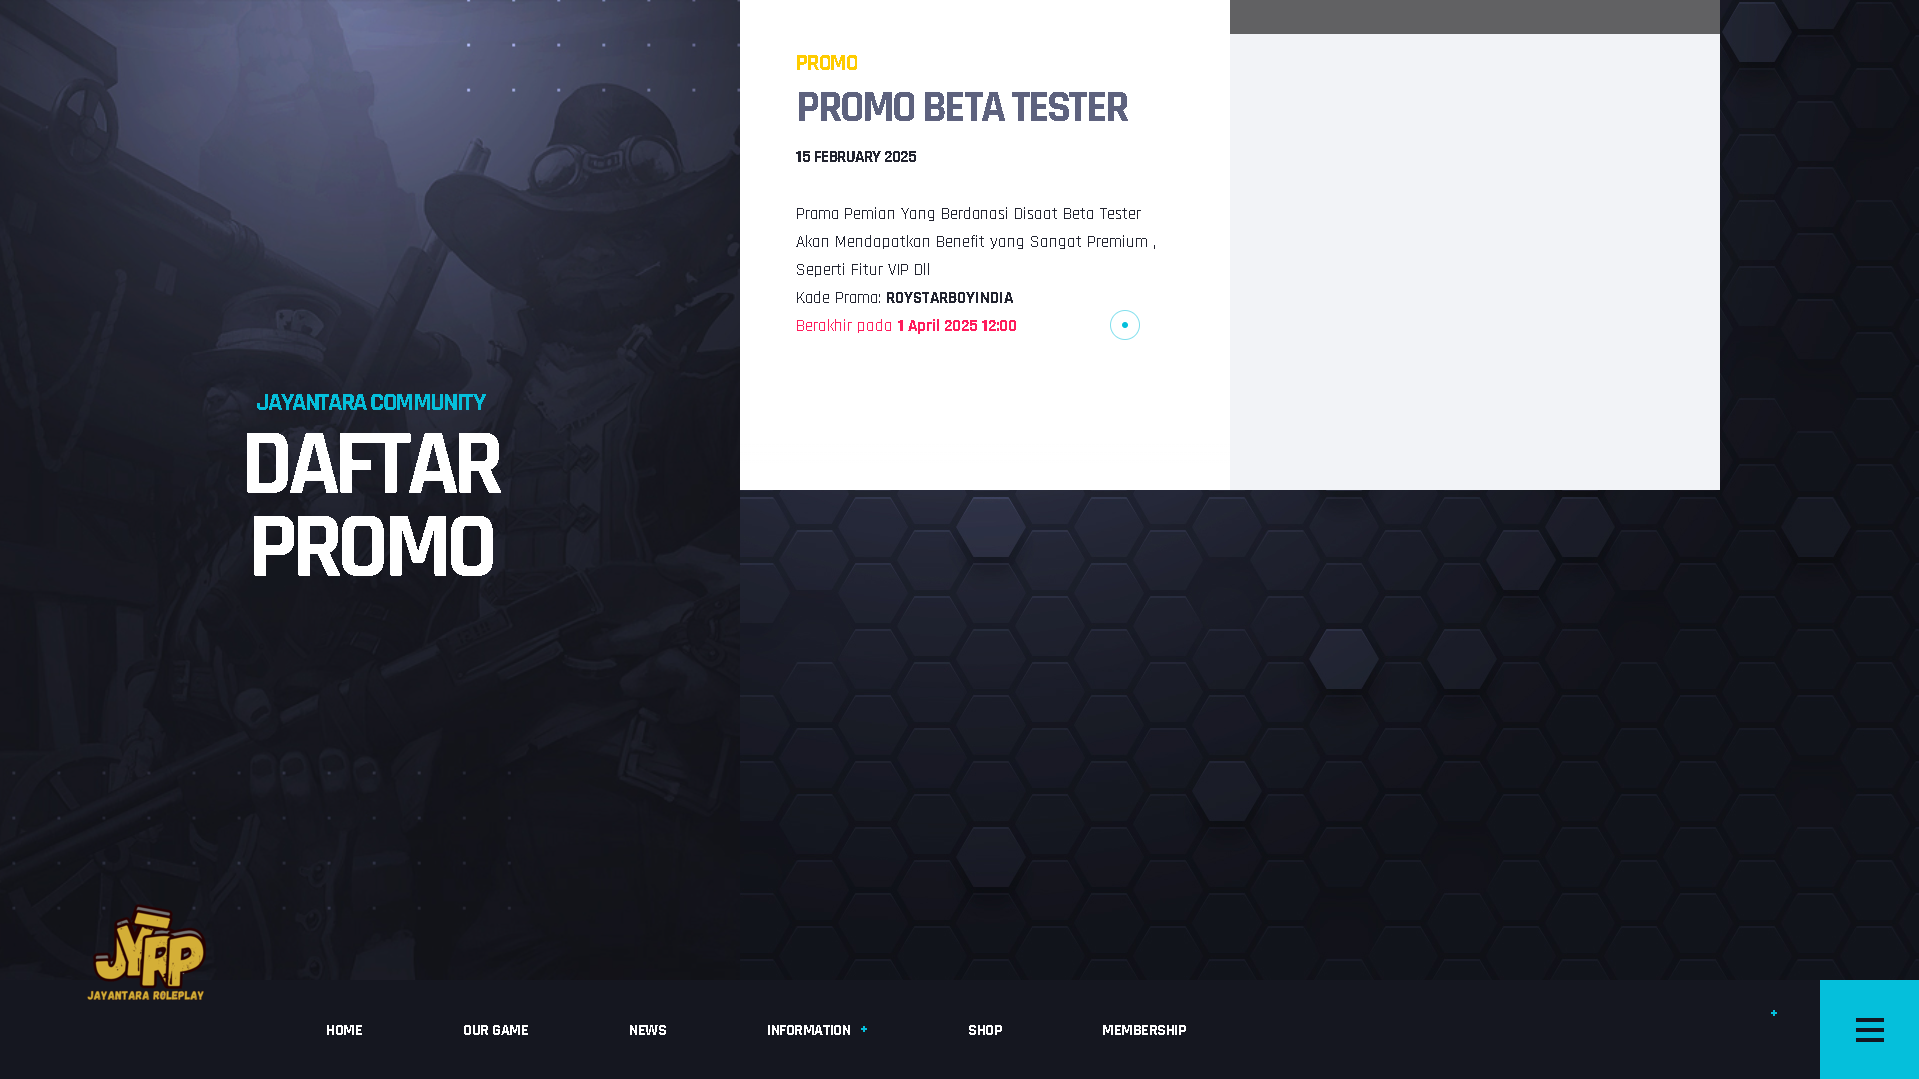 JAYANTARA COMMUNITY
DAFTAR
PROMO
PROMO
PROMO BETA TESTER
15 FEBRUARY 2025
Promo Pemian Yang Berdonasi Disaat Beta Tester
Akan Mendapatkan Benefit yang Sangat Premium ,
Seperti Fitur VIP Dll
Kode Promo: ROYSTARBOYINDIA
Berakhir pada 1 April 2025 12:00
JYRP
JAYANTARA ROLEPLAY
HOME
OUR GAME
NEWS
INFORMATION +
SHOP
MEMBERSHIP